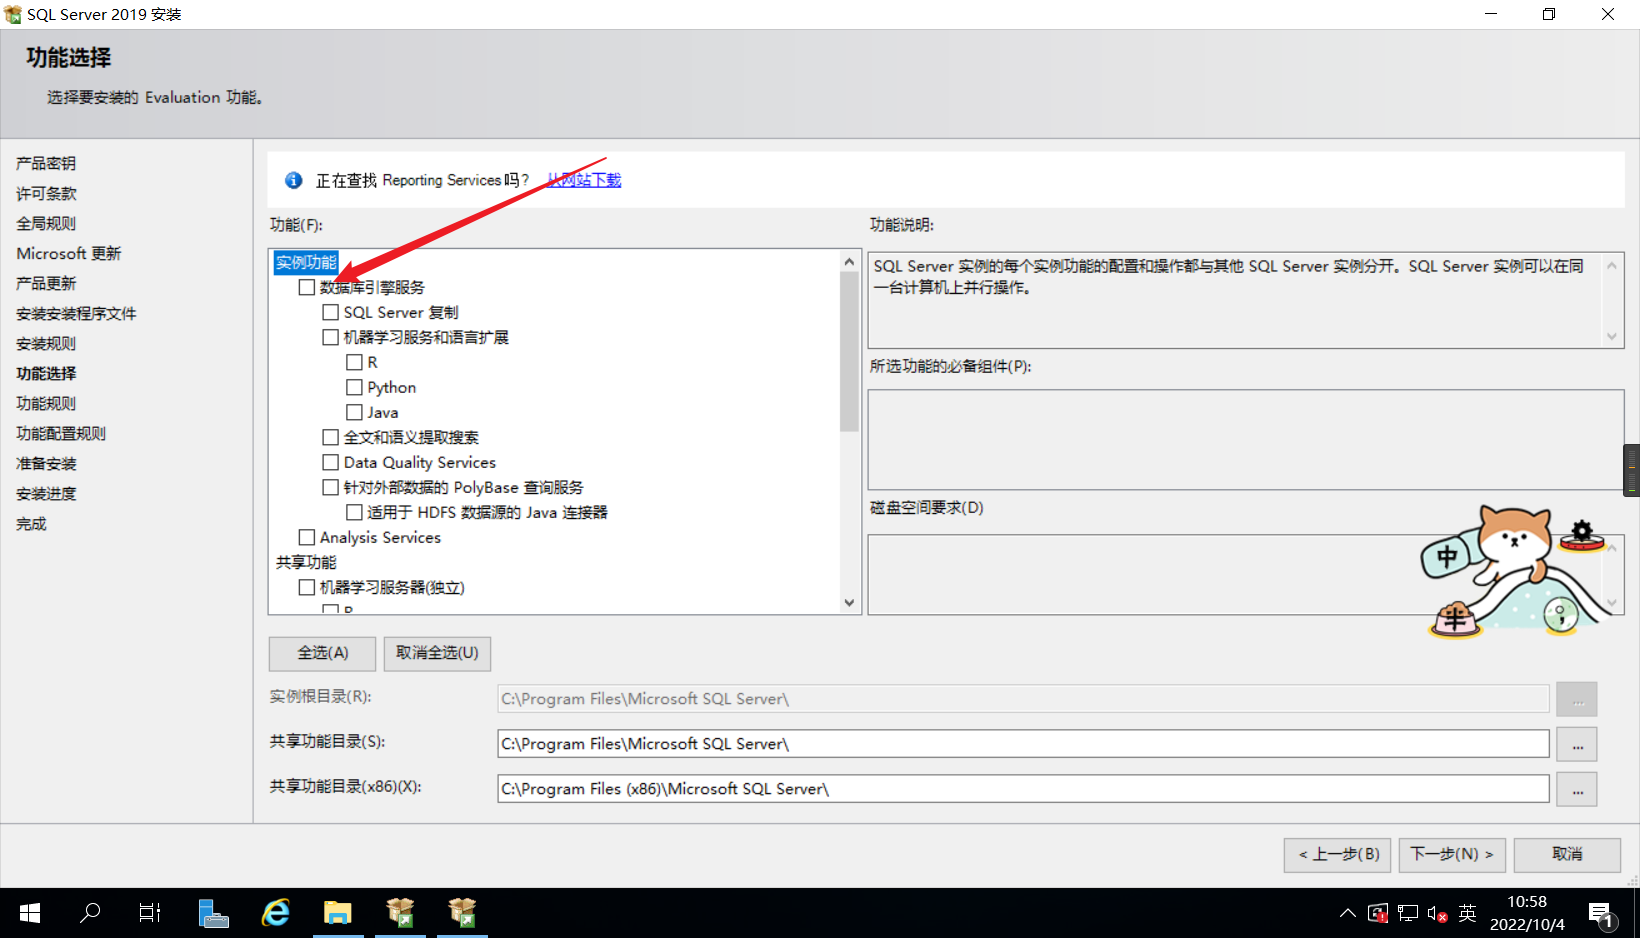 SQL Server 2019 安装
功能选择
选择要安装的 Evaluation 功能。
产品密钥
许可条款
全局规则
Microsoft 更新
产品更新
安装安装程序文件
安装规则
功能选择
功能规则
功能配置规则
准备安装
安装进度
完成
正在查找 Reporting Services 吗? 从网站下载
功能(F):
实例功能
数据库引擎服务
SQL Server 复制
机器学习服务和语言扩展
R
Python
Java
全文和语义提取搜索
Data Quality Services
针对外部数据的 PolyBase 查询服务
适用于 HDFS 数据源的 Java 连接器
Analysis Services
共享功能
机器学习服务器(独立)
R
功能说明:
SQL Server 实例的每个实例功能的配置和操作都与其他 SQL Server 实例分开。SQL Server 实例可以在同
一台计算机上并行操作。
所选功能的必备组件(P):
磁盘空间要求(D)
中
半
全选(A) 取消全选(U)
实例根目录(R): C:\Program Files\Microsoft SQL Server\ ...
共享功能目录(S): C:\Program Files\Microsoft SQL Server\ ...
共享功能目录(x86)(X): C:\Program Files (x86)\Microsoft SQL Server\ ...
< 上一步(B) 下一步(N) > 取消
英
10:58
2022/10/4
1